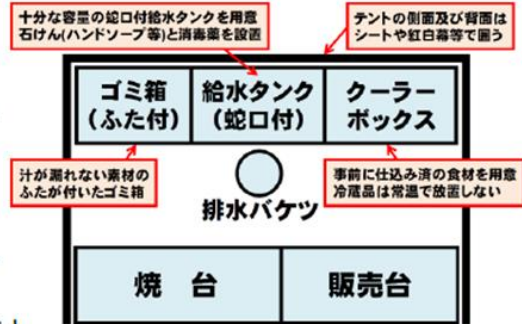 十分な容量の蛇口付給水タンクを用意
石けん(ハンドソープ等)と消毒薬を設置
テントの側面及び背面は
シートや紅白幕等で囲う
ゴミ箱
(ふた付)
給水タンク
(蛇口付)
クーラー
ボックス
汁が漏れない素材の
ふたが付いたゴミ箱
事前に仕込み済の食材を用意
冷蔵品は常温で放置しない
排水バケツ
焼 台
販売台